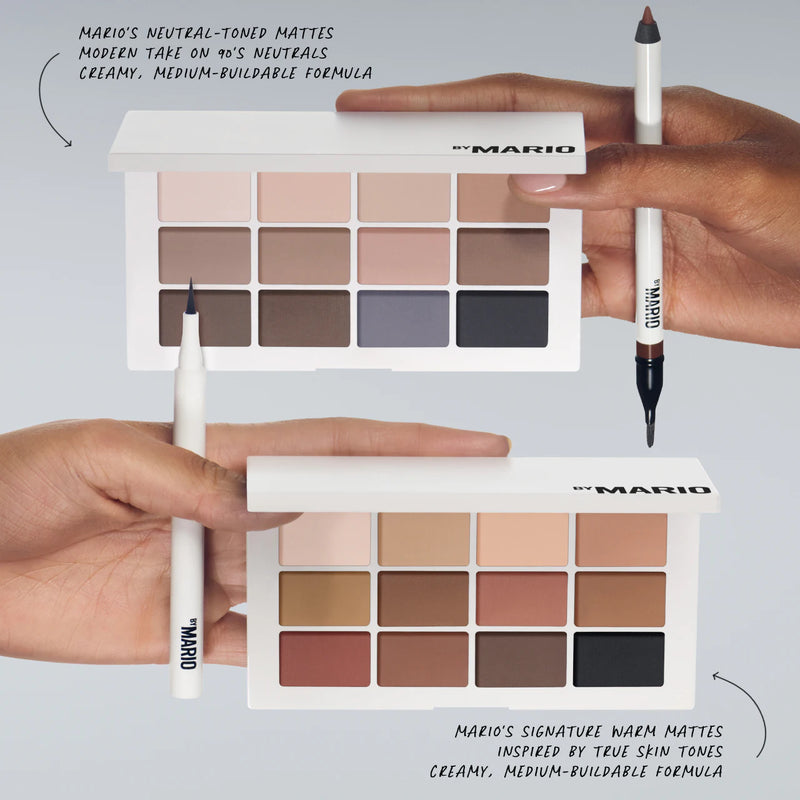 MARIO'S NEUTRAL-TONED MATTES
MODERN TAKE ON 90'S NEUTRALS
CREAMY, MEDIUM-BUILDABLE FORMULA
BY MARIO
BY MARIO
BY MARIO
BY MARIO
MARIO'S SIGNATURE WARM MATTES
INSPIRED BY TRUE SKIN TONES
CREAMY, MEDIUM-BUILDABLE FORMULA